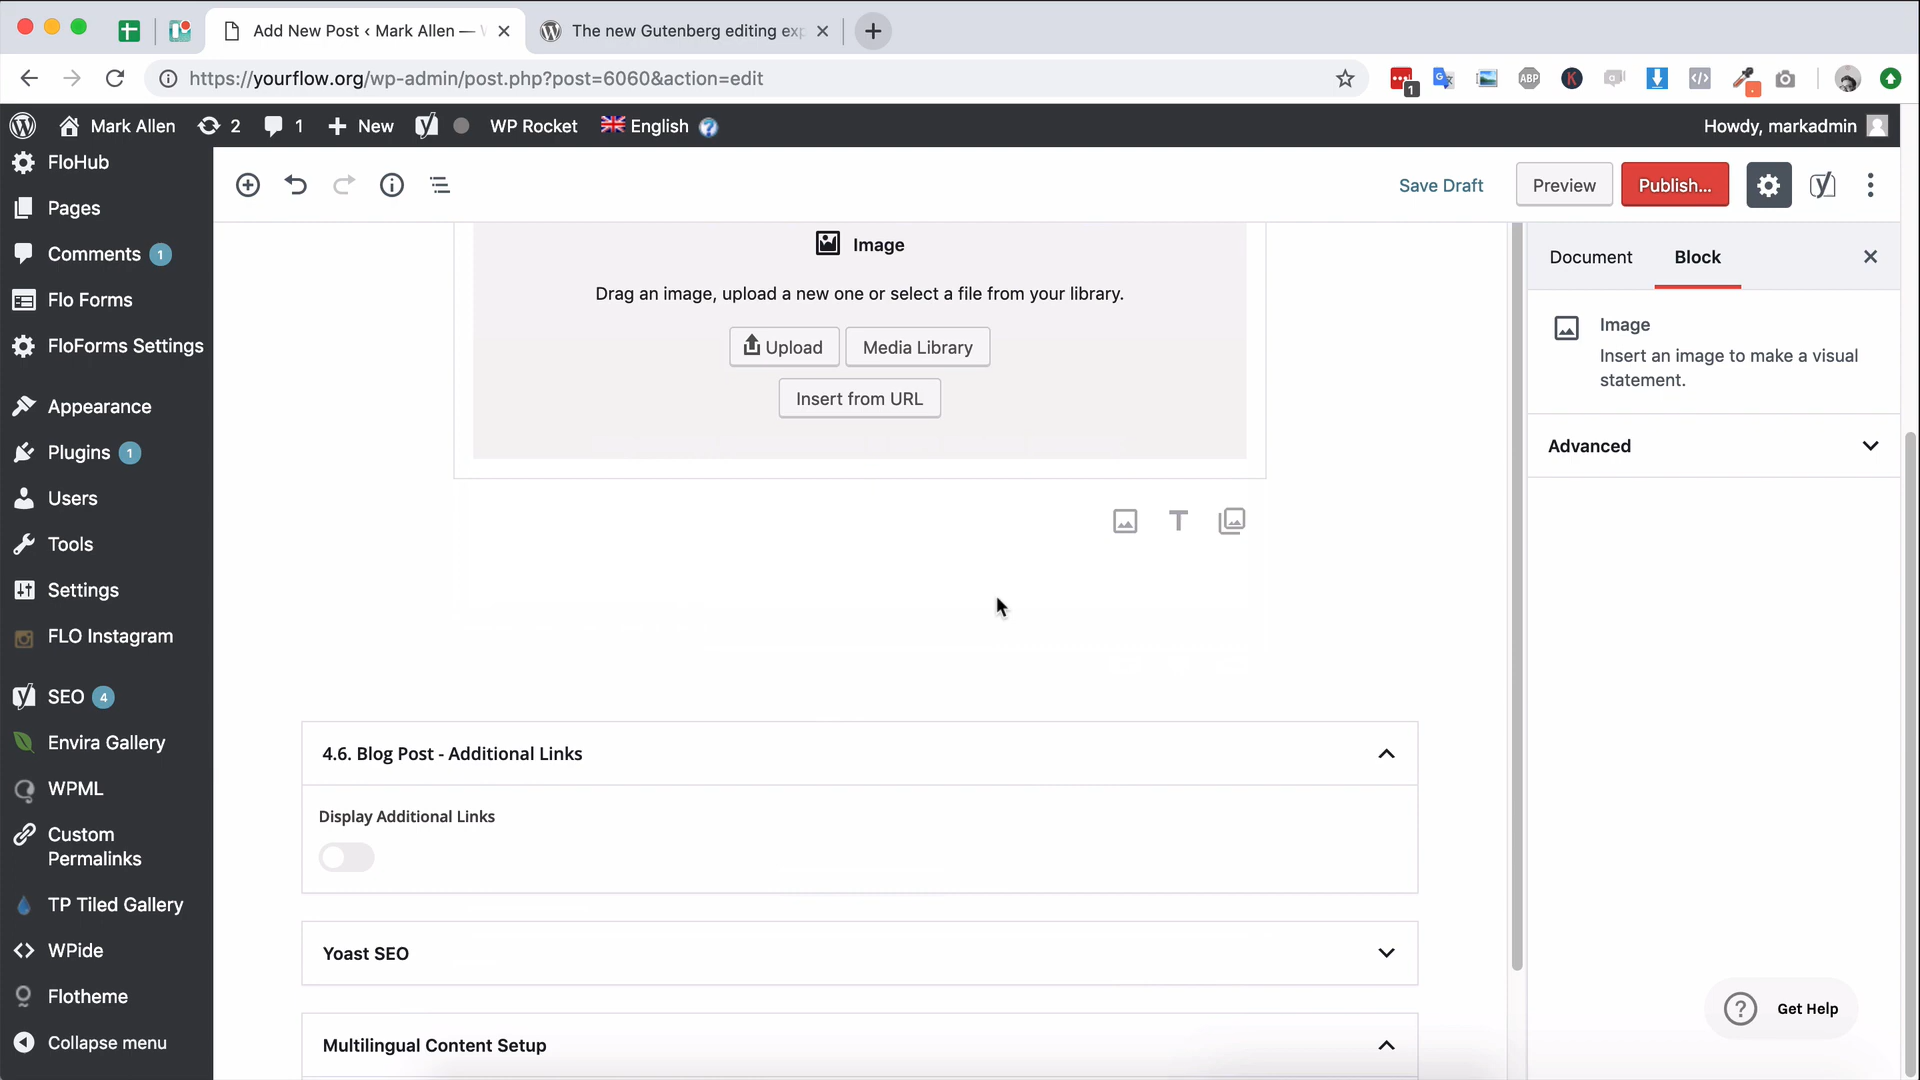 Add New Post ‹ Mark Allen —
The new Gutenberg editing exp
https://yourflow.org/wp-admin/post.php?post=6060&action=edit
1
ABP
K
Mark Allen
2
1
New
WP Rocket
English
Howdy, markadmin
FloHub
Pages
Comments 1
Flo Forms
FloForms Settings
Appearance
Plugins 1
Users
Tools
Settings
FLO Instagram
SEO 4
Envira Gallery
WPML
Custom
Permalinks
TP Tiled Gallery
WPide
Flotheme
Collapse menu
Save Draft
Preview
Publish...
Image
Drag an image, upload a new one or select a file from your library.
Upload
Media Library
Insert from URL
4.6. Blog Post - Additional Links
Display Additional Links
Yoast SEO
Multilingual Content Setup
Document
Block
Image
Insert an image to make a visual
statement.
Advanced
Get Help